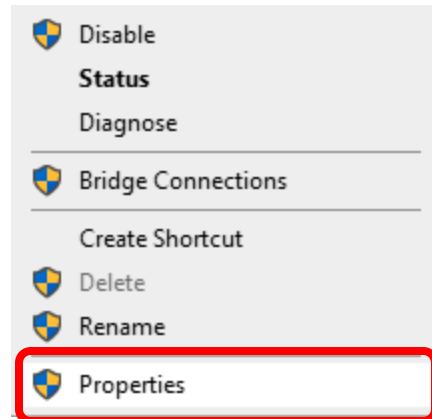 Disable
Status
Diagnose
Bridge Connections
Create Shortcut
Delete
Rename
Properties